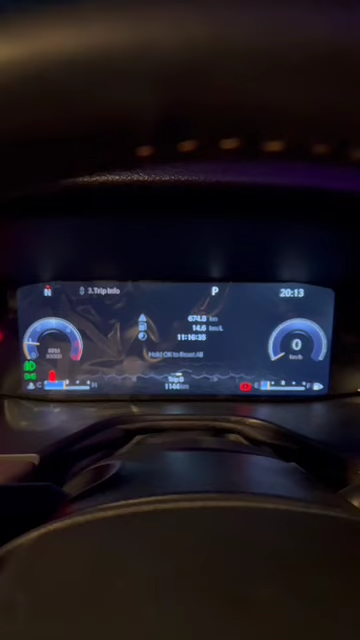 N
3.Trip Info
P
20:13
674.8 km
14.6 km/L
11:16:35
Hold OK to Reset All
0
km/h
Trip B
1144 km
C
H